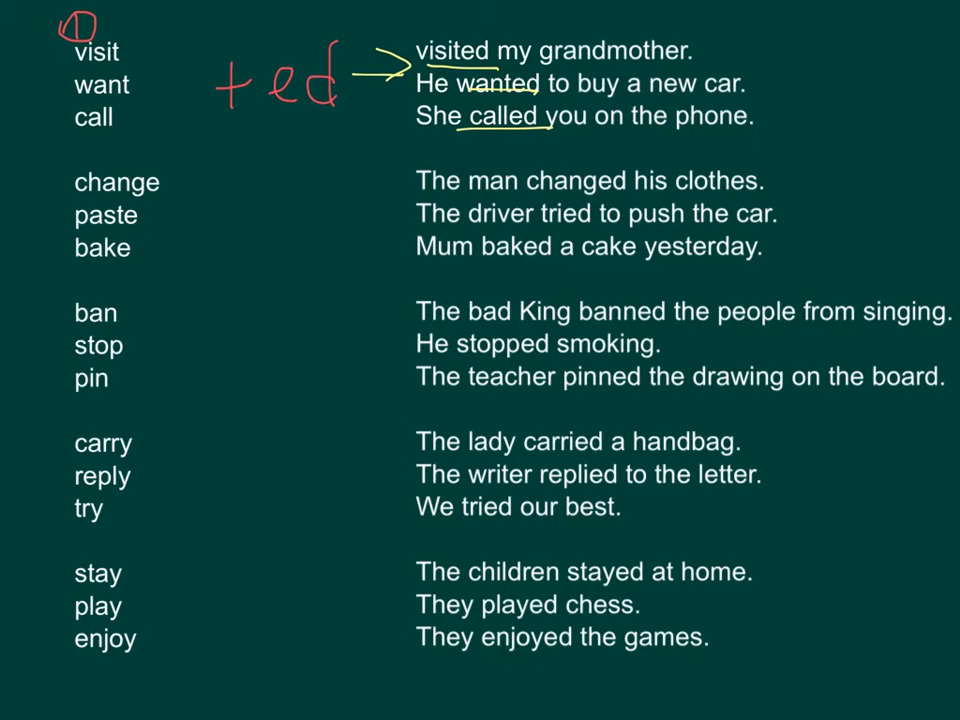 ①
visit
visited my grandmother.
want
+ ed
He wanted to buy a new car.
call
She called you on the phone.
change
The man changed his clothes.
paste
The driver tried to push the car.
bake
Mum baked a cake yesterday.
ban
The bad King banned the people from singing.
stop
He stopped smoking.
pin
The teacher pinned the drawing on the board.
carry
The lady carried a handbag.
reply
The writer replied to the letter.
try
We tried our best.
stay
The children stayed at home.
play
They played chess.
enjoy
They enjoyed the games.